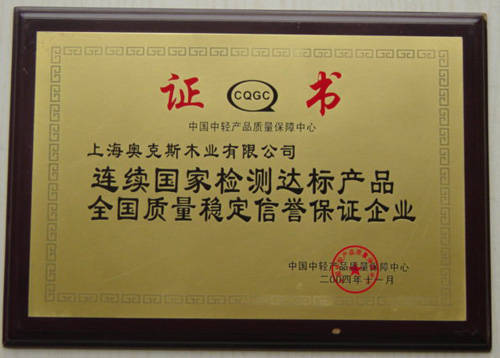 证 CQGC 书
中国中轻产品质量保障中心
上海奥克斯木业有限公司
连续国家检测达标产品
全国质量稳定信誉保证企业
中国中轻产品质量保障中心
二00四年十一月